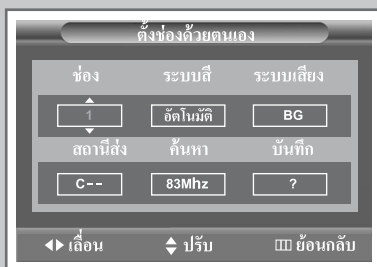 ตั้งช่องด้วยตนเอง
ช่อง ระบบสี ระบบเสียง
1 อัตโนมัติ BG
สถานีส่ง ค้นหา บันทึก
C-- 83Mhz ?
เลื่อน ปรับ ย้อนกลับ